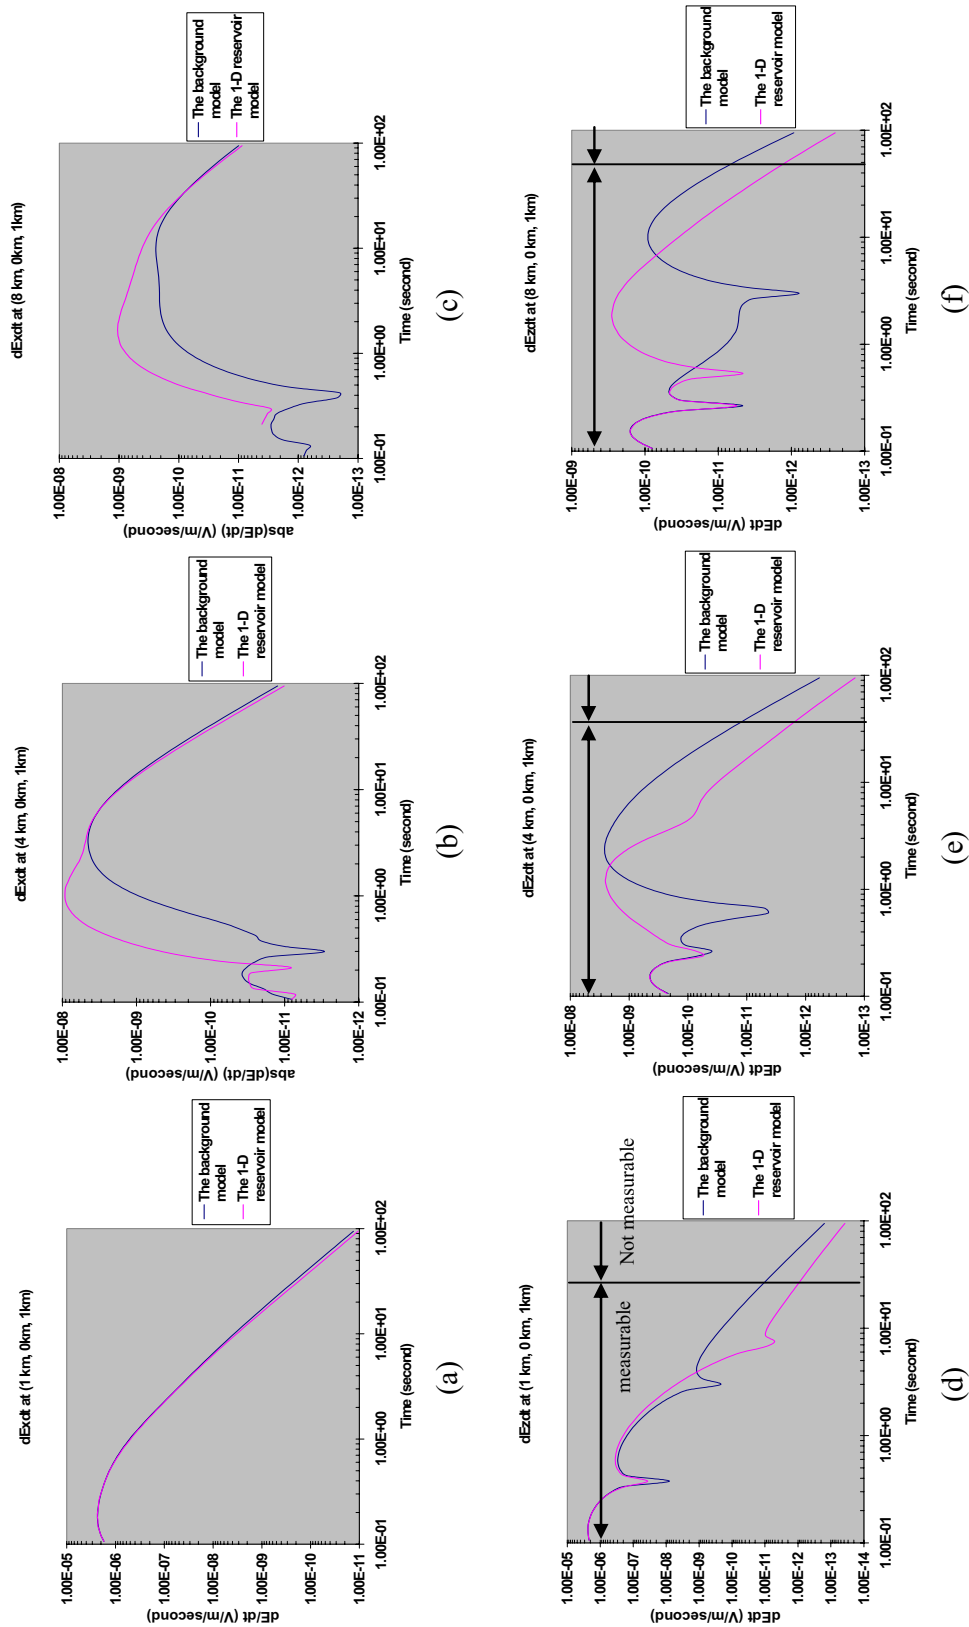 dExdt at (1 km, 0km, 1km)
dE/dt (V/m/second)
1.00E-05
1.00E-06
1.00E-07
1.00E-08
1.00E-09
1.00E-10
1.00E-11
1.00E-01
1.00E+00
1.00E+01
1.00E+02
Time (second)
The background
model
The 1-D
reservoir model
(a)
dExdt at (4 km, 0km, 1km)
abs(dE/dt) (V/m/second)
1.00E-08
1.00E-09
1.00E-10
1.00E-11
1.00E-12
1.00E-01
1.00E+00
1.00E+01
1.00E+02
Time (second)
The background
model
The 1-D
reservoir model
(b)
dExdt at (8 km, 0km, 1km)
abs(dE/dt) (V/m/second)
1.00E-08
1.00E-09
1.00E-10
1.00E-11
1.00E-12
1.00E-13
1.00E-01
1.00E+00
1.00E+01
1.00E+02
Time (second)
The background
model
The 1-D reservoir
model
(c)
dEzdt at (1 km, 0 km, 1km)
dEdt (V/m/second)
1.00E-05
1.00E-06
1.00E-07
1.00E-08
1.00E-09
1.00E-10
1.00E-11
1.00E-12
1.00E-13
1.00E-14
1.00E-01
1.00E+00
1.00E+01
1.00E+02
measurable
Not measurable
Time (second)
The background
model
The 1-D
reservoir model
(d)
dEzdt at (4 km, 0 km, 1km)
dEdt (V/m/second)
1.00E-08
1.00E-09
1.00E-10
1.00E-11
1.00E-12
1.00E-13
1.00E-01
1.00E+00
1.00E+01
1.00E+02
Time (second)
The background
model
The 1-D
reservoir model
(e)
dEzdt at (8 km, 0 km, 1km)
dEdt (V/m/second)
1.00E-09
1.00E-10
1.00E-11
1.00E-12
1.00E-13
1.00E-01
1.00E+00
1.00E+01
1.00E+02
Time (second)
The background
model
The 1-D
reservoir model
(f)